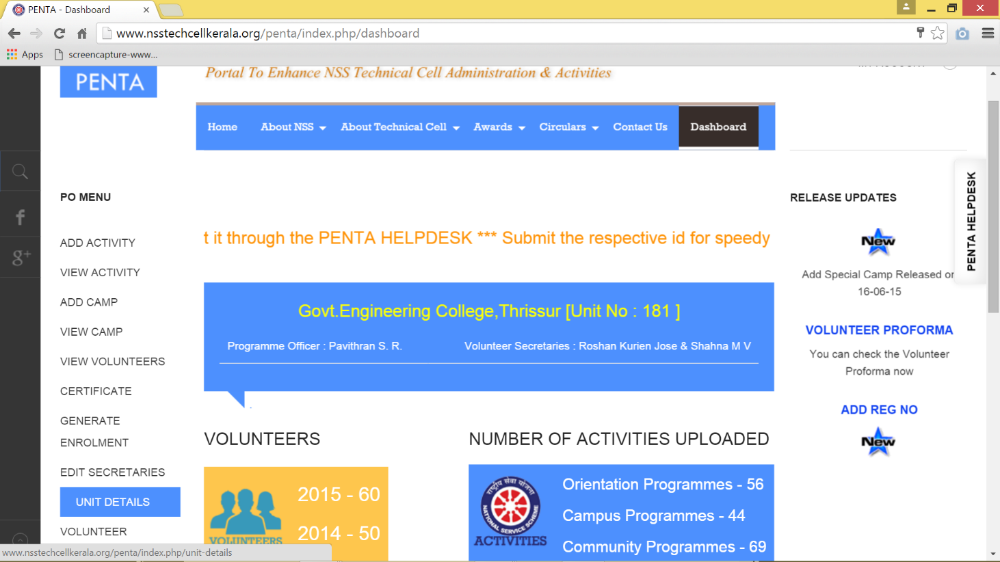 PENTA - Dashboard
www.nsstechcellkerala.org/penta/index.php/dashboard
Apps
screencapture-www...
PENTA
Portal To Enhance NSS Technical Cell Administration & Activities
Home
About NSS
About Technical Cell
Awards
Circulars
Contact Us
Dashboard
PO MENU
ADD ACTIVITY
VIEW ACTIVITY
ADD CAMP
VIEW CAMP
VIEW VOLUNTEERS
CERTIFICATE
GENERATE
ENROLMENT
EDIT SECRETARIES
UNIT DETAILS
VOLUNTEER
t it through the PENTA HELPDESK *** Submit the respective id for speedy
Govt.Engineering College,Thrissur [Unit No : 181 ]
Programme Officer : Pavithran S. R.
Volunteer Secretaries : Roshan Kurien Jose & Shahna M V
VOLUNTEERS
2015 - 60
2014 - 50
VOLUNTEERS
NUMBER OF ACTIVITIES UPLOADED
राष्ट्रीय सेवा योजना
NATIONAL SERVICE SCHEME
ACTIVITIES
Orientation Programmes - 56
Campus Programmes - 44
Community Programmes - 69
RELEASE UPDATES
New
Add Special Camp Released on
16-06-15
VOLUNTEER PROFORMA
You can check the Volunteer
Proforma now
ADD REG NO
New
PENTA HELPDESK
www.nsstechcellkerala.org/penta/index.php/unit-details